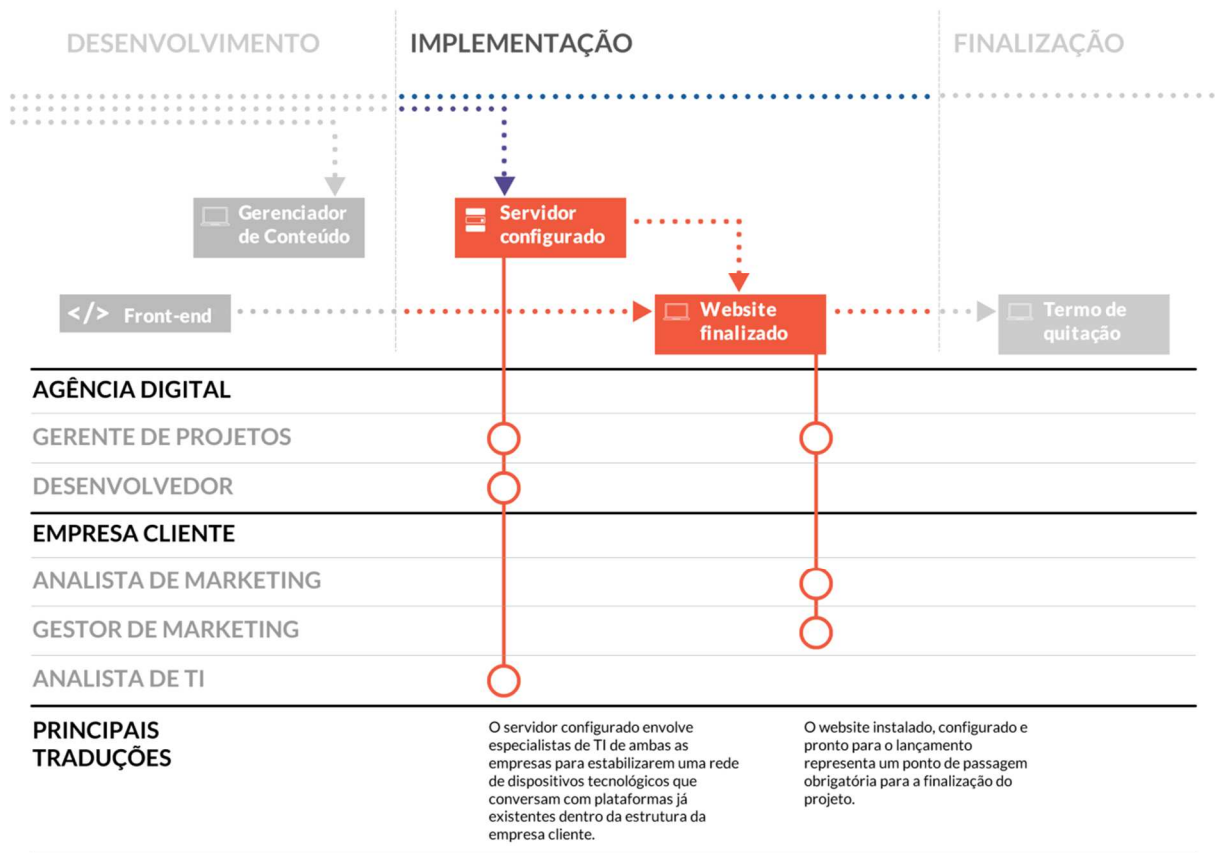 DESENVOLVIMENTO
IMPLEMENTAÇÃO
FINALIZAÇÃO
Gerenciador
de Conteúdo
Servidor
configurado
</> Front-end
Website
finalizado
Termo de
quitação
AGÊNCIA DIGITAL
GERENTE DE PROJETOS
DESENVOLVEDOR
EMPRESA CLIENTE
ANALISTA DE MARKETING
GESTOR DE MARKETING
ANALISTA DE TI
PRINCIPAIS
TRADUÇÕES
O servidor configurado envolve
especialistas de TI de ambas as
empresas para estabilizarem uma rede
de dispositivos tecnológicos que
conversam com plataformas já
existentes dentro da estrutura da
empresa cliente.
O website instalado, configurado e
pronto para o lançamento
representa um ponto de passagem
obrigatória para a finalização do
projeto.